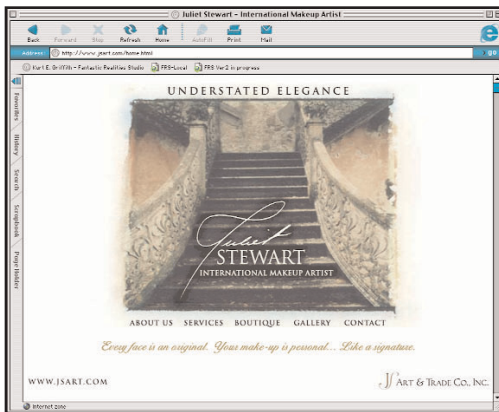 Juliet Stewart - International Makeup Artist
Back Forward Stop Refresh Home AutoFill Print Mail
Address: http://www.jsart.com/home.html go
Kurt E. Griffith - Fantastic Realities Studio FRS-Local FRS Ver2 in progress
Favorites
History
Search
Scrapbook
Page Holder
UNDERSTATED ELEGANCE
Juliet
STEWART
INTERNATIONAL MAKEUP ARTIST
ABOUT US SERVICES BOUTIQUE GALLERY CONTACT
Every face is an original. Your make-up is personal... Like a signature.
WWW.JSART.COM
JS ART & TRADE CO., INC.
Internet zone